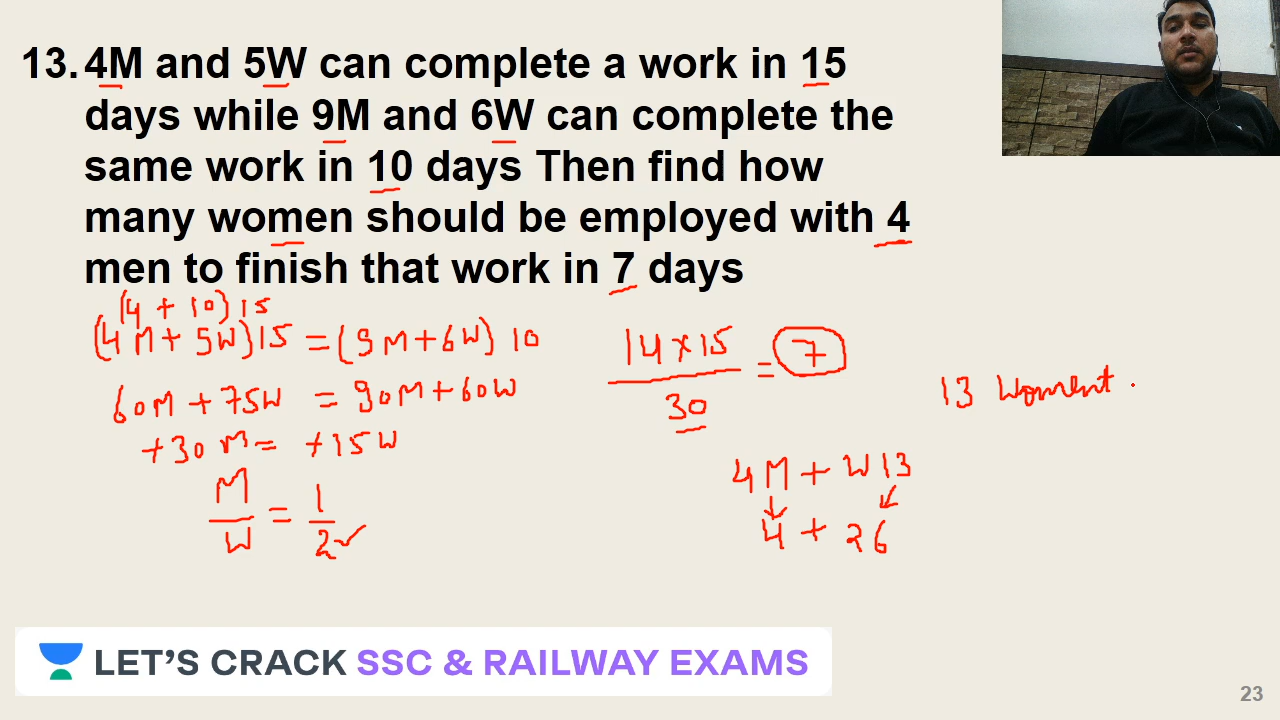 13. 4M and 5W can complete a work in 15
days while 9M and 6W can complete the
same work in 10 days Then find how
many women should be employed with 4
men to finish that work in 7 days
(4 + 10) 15
(4M + 5W) 15 = (9M + 6W) 10
60M + 75W = 90M + 60W
+30M = +15W
M/W = 1/2
14 × 15 / 30 = 7
4M + W 13
4 + 26
13 Woment
LET'S CRACK SSC & RAILWAY EXAMS
23